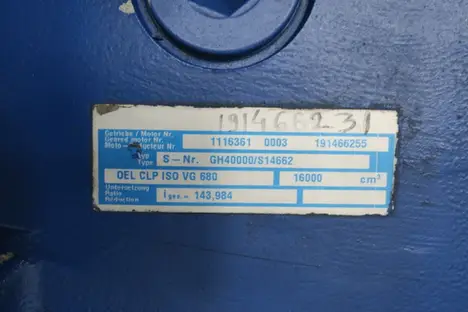 191466231
Getriebe / Motor Nr.
Geared motor Nr.
Moto-réducteur Nr
1116361 0003 191466255
Typ
Type
S-Nr. GH40000/S14662
OEL CLP ISO VG 680 16000 cm³
Untersetzung
Ratio
Réduction
i ges= 143,984